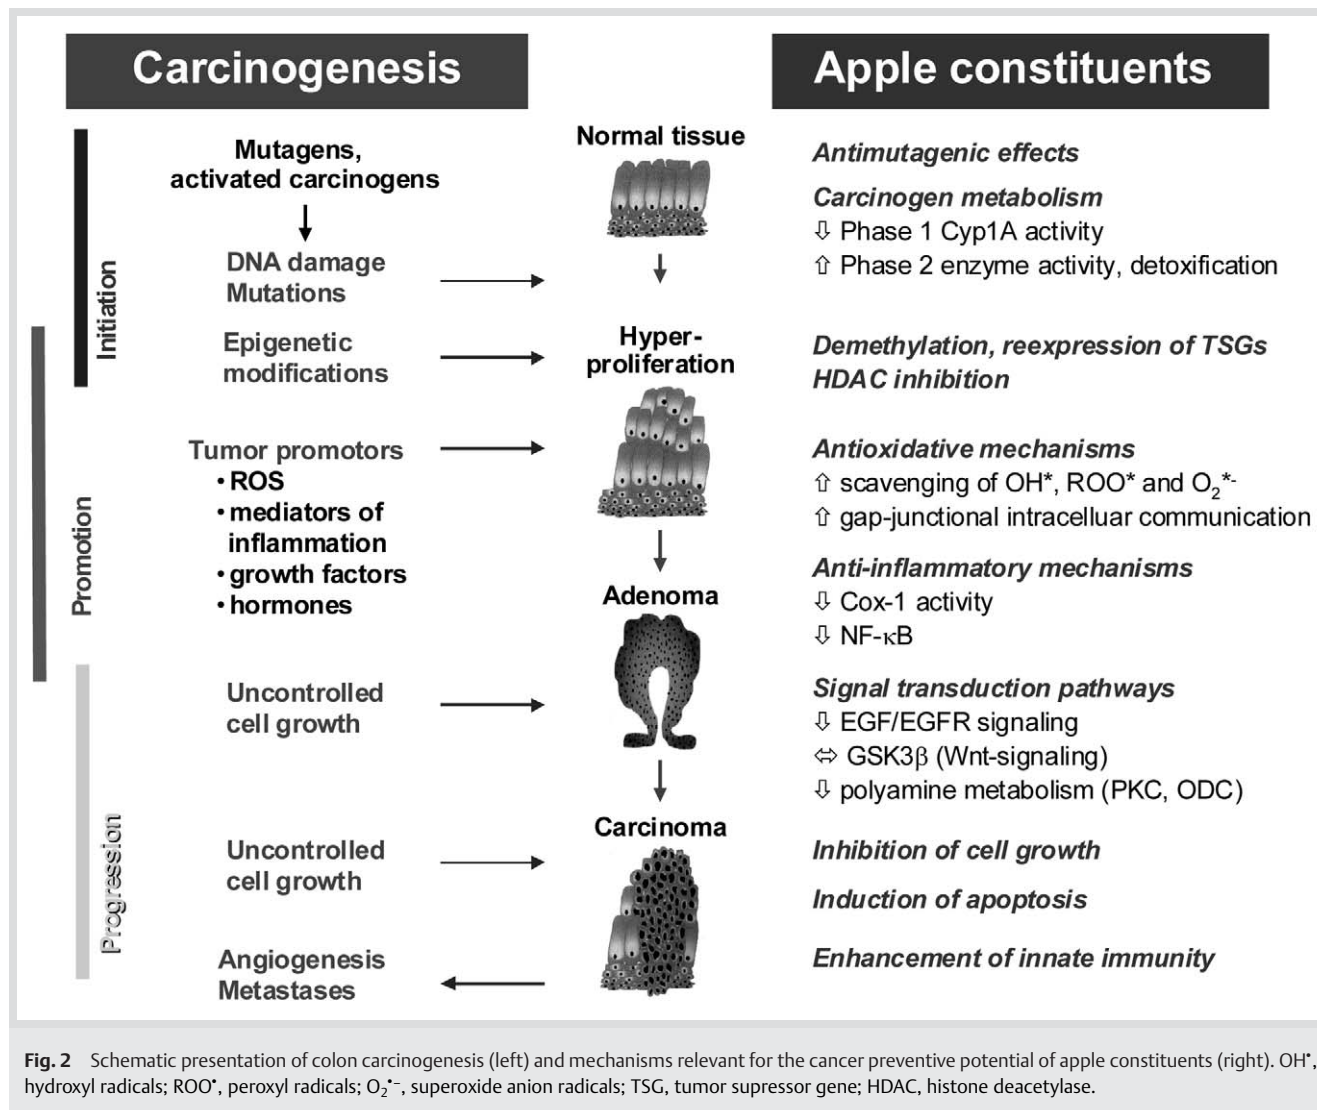 Carcinogenesis
Apple constituents
Initiation
Promotion
Progression
Mutagens,
activated carcinogens
DNA damage
Mutations
Epigenetic
modifications
Tumor promotors
• ROS
• mediators of
inflammation
• growth factors
• hormones
Uncontrolled
cell growth
Uncontrolled
cell growth
Angiogenesis
Metastases
Normal tissue
Hyper-
proliferation
Adenoma
Carcinoma
Antimutagenic effects
Carcinogen metabolism
⇩ Phase 1 Cyp1A activity
⇧ Phase 2 enzyme activity, detoxification
Demethylation, reexpression of TSGs
HDAC inhibition
Antioxidative mechanisms
⇧ scavenging of OH*, ROO* and O₂*-
⇧ gap-junctional intracelluar communication
Anti-inflammatory mechanisms
⇩ Cox-1 activity
⇩ NF-κB
Signal transduction pathways
⇩ EGF/EGFR signaling
⬄ GSK3β (Wnt-signaling)
⇩ polyamine metabolism (PKC, ODC)
Inhibition of cell growth
Induction of apoptosis
Enhancement of innate immunity
Fig. 2 Schematic presentation of colon carcinogenesis (left) and mechanisms relevant for the cancer preventive potential of apple constituents (right). OH•,
hydroxyl radicals; ROO•, peroxyl radicals; O₂•−, superoxide anion radicals; TSG, tumor supressor gene; HDAC, histone deacetylase.